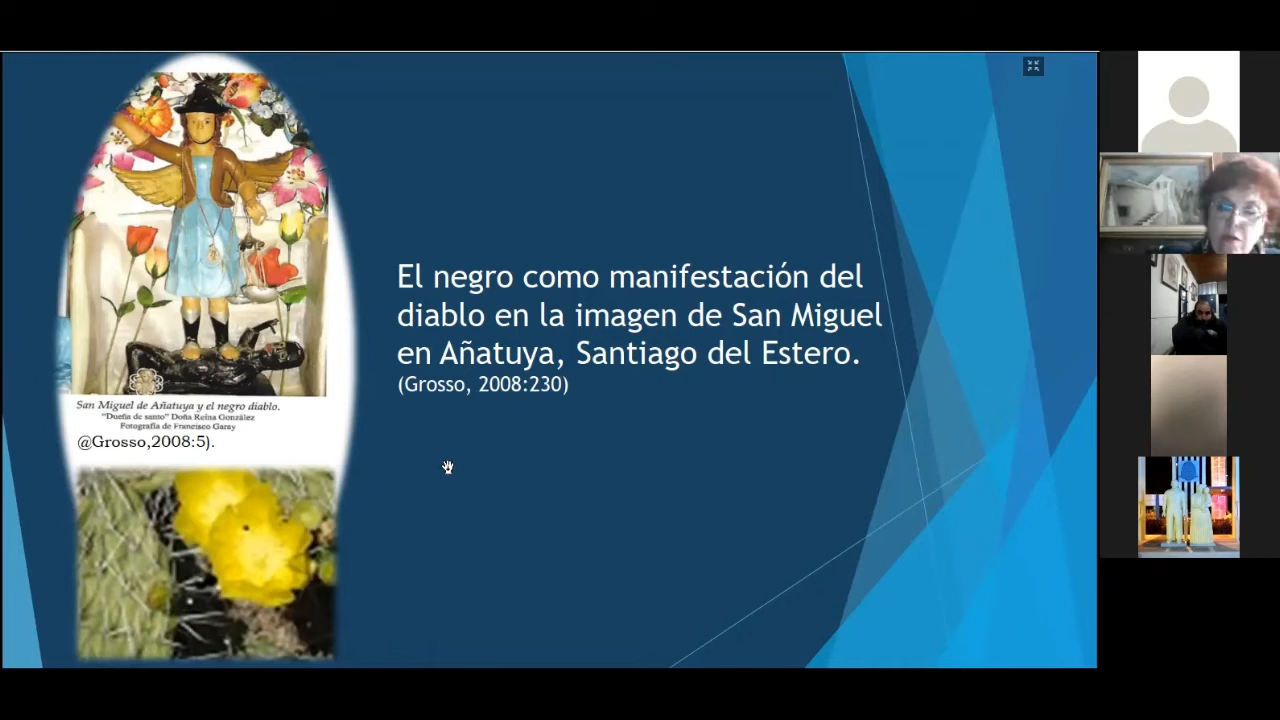 El negro como manifestación del
diablo en la imagen de San Miguel
en Añatuya, Santiago del Estero.
(Grosso, 2008:230)
San Miguel de Añatuya y el negro diablo.
"Dueña de santo" Doña Reina González
Fotografía de Francisco Garay
@Grosso,2008:5).